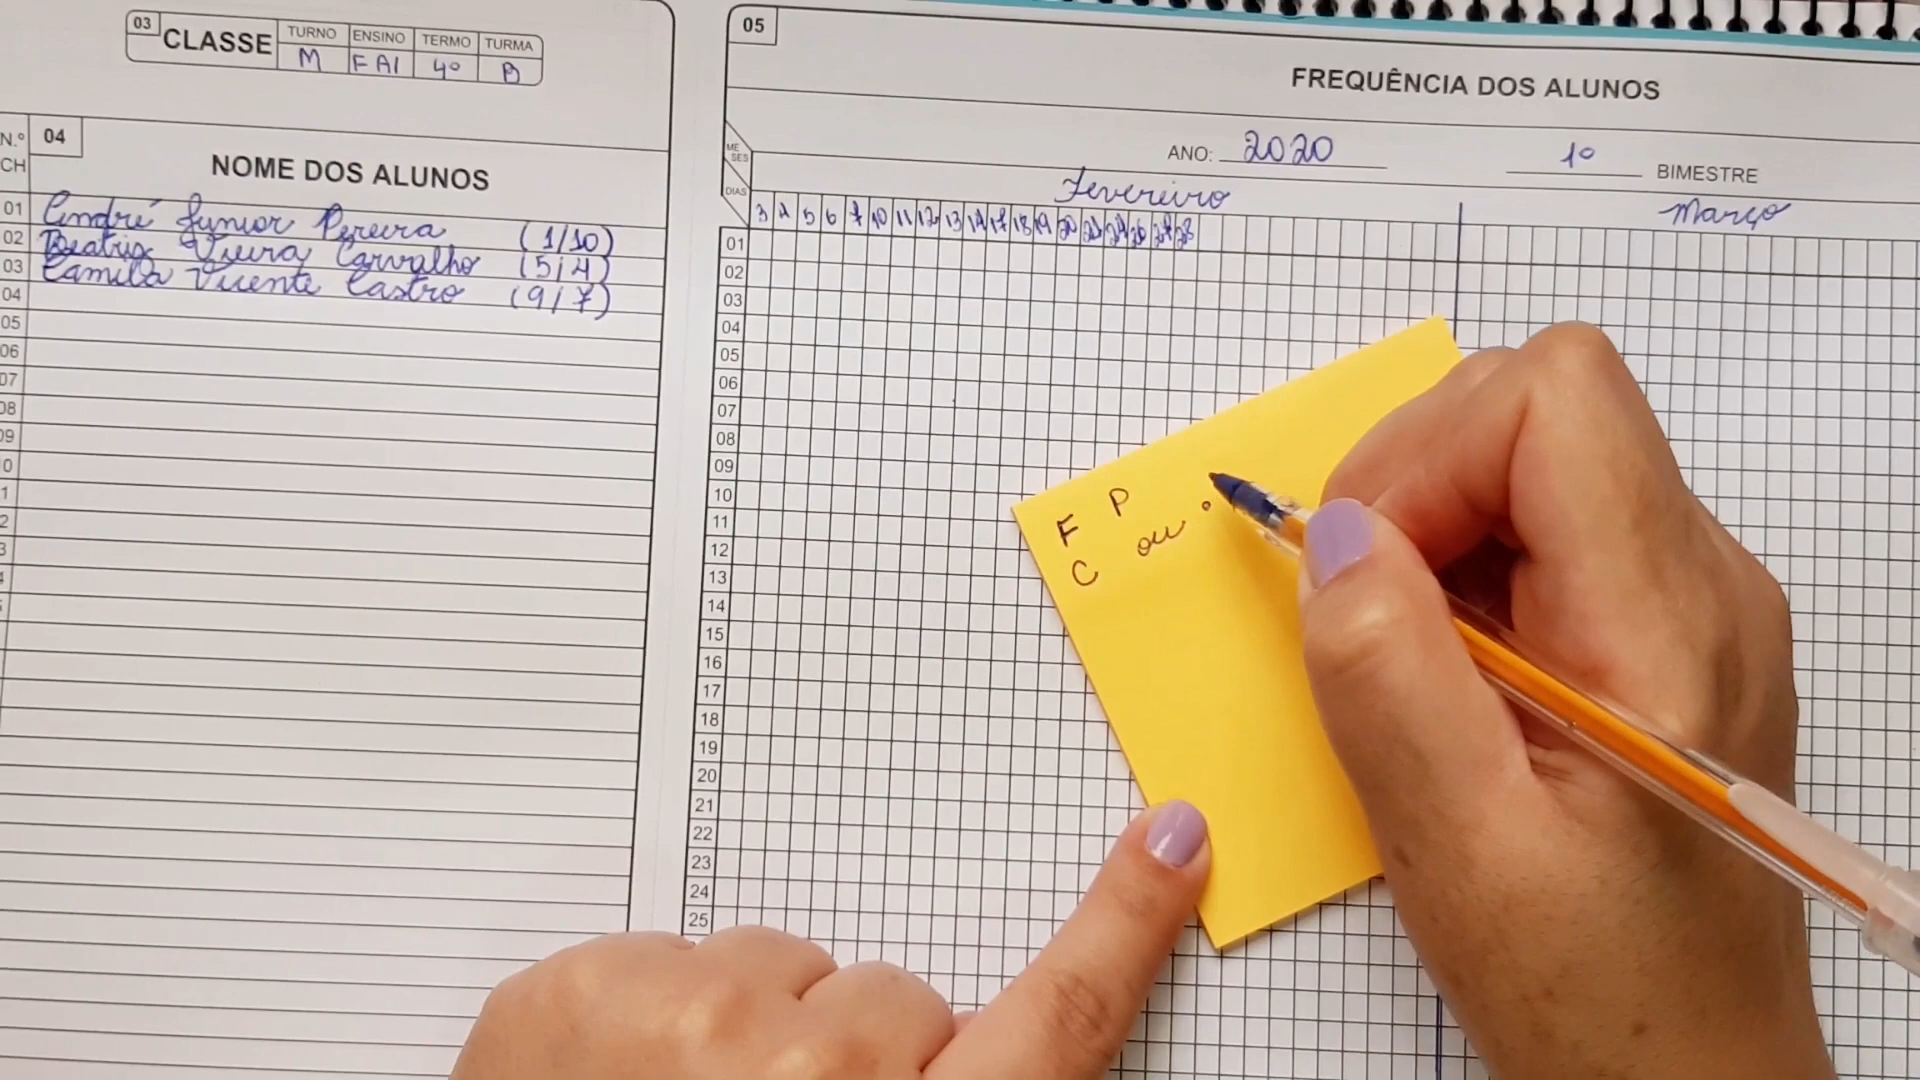 03 CLASSE TURNO ENSINO TERMO TURMA
M FAI 4º B
N.º 04
CH NOME DOS ALUNOS
01 André Junior Pereira (1/10)
02 Beatriz Vieira Carvalho (5/4)
03 Camila Vicente Castro (9/7)
04
05
06
07
08
09
0
1
2
3
05
FREQUÊNCIA DOS ALUNOS
ANO: 2020 1º BIMESTRE
MESES Fevereiro Março
DIAS 3 4 5 6 7 10 11 12 13 14 17 18 19 20 27 28
01
02
03
04
05
06
07
08
09
10
11
12
13
14
15
16
17
18
19
20
21
22
23
24
25
F P
C ou .